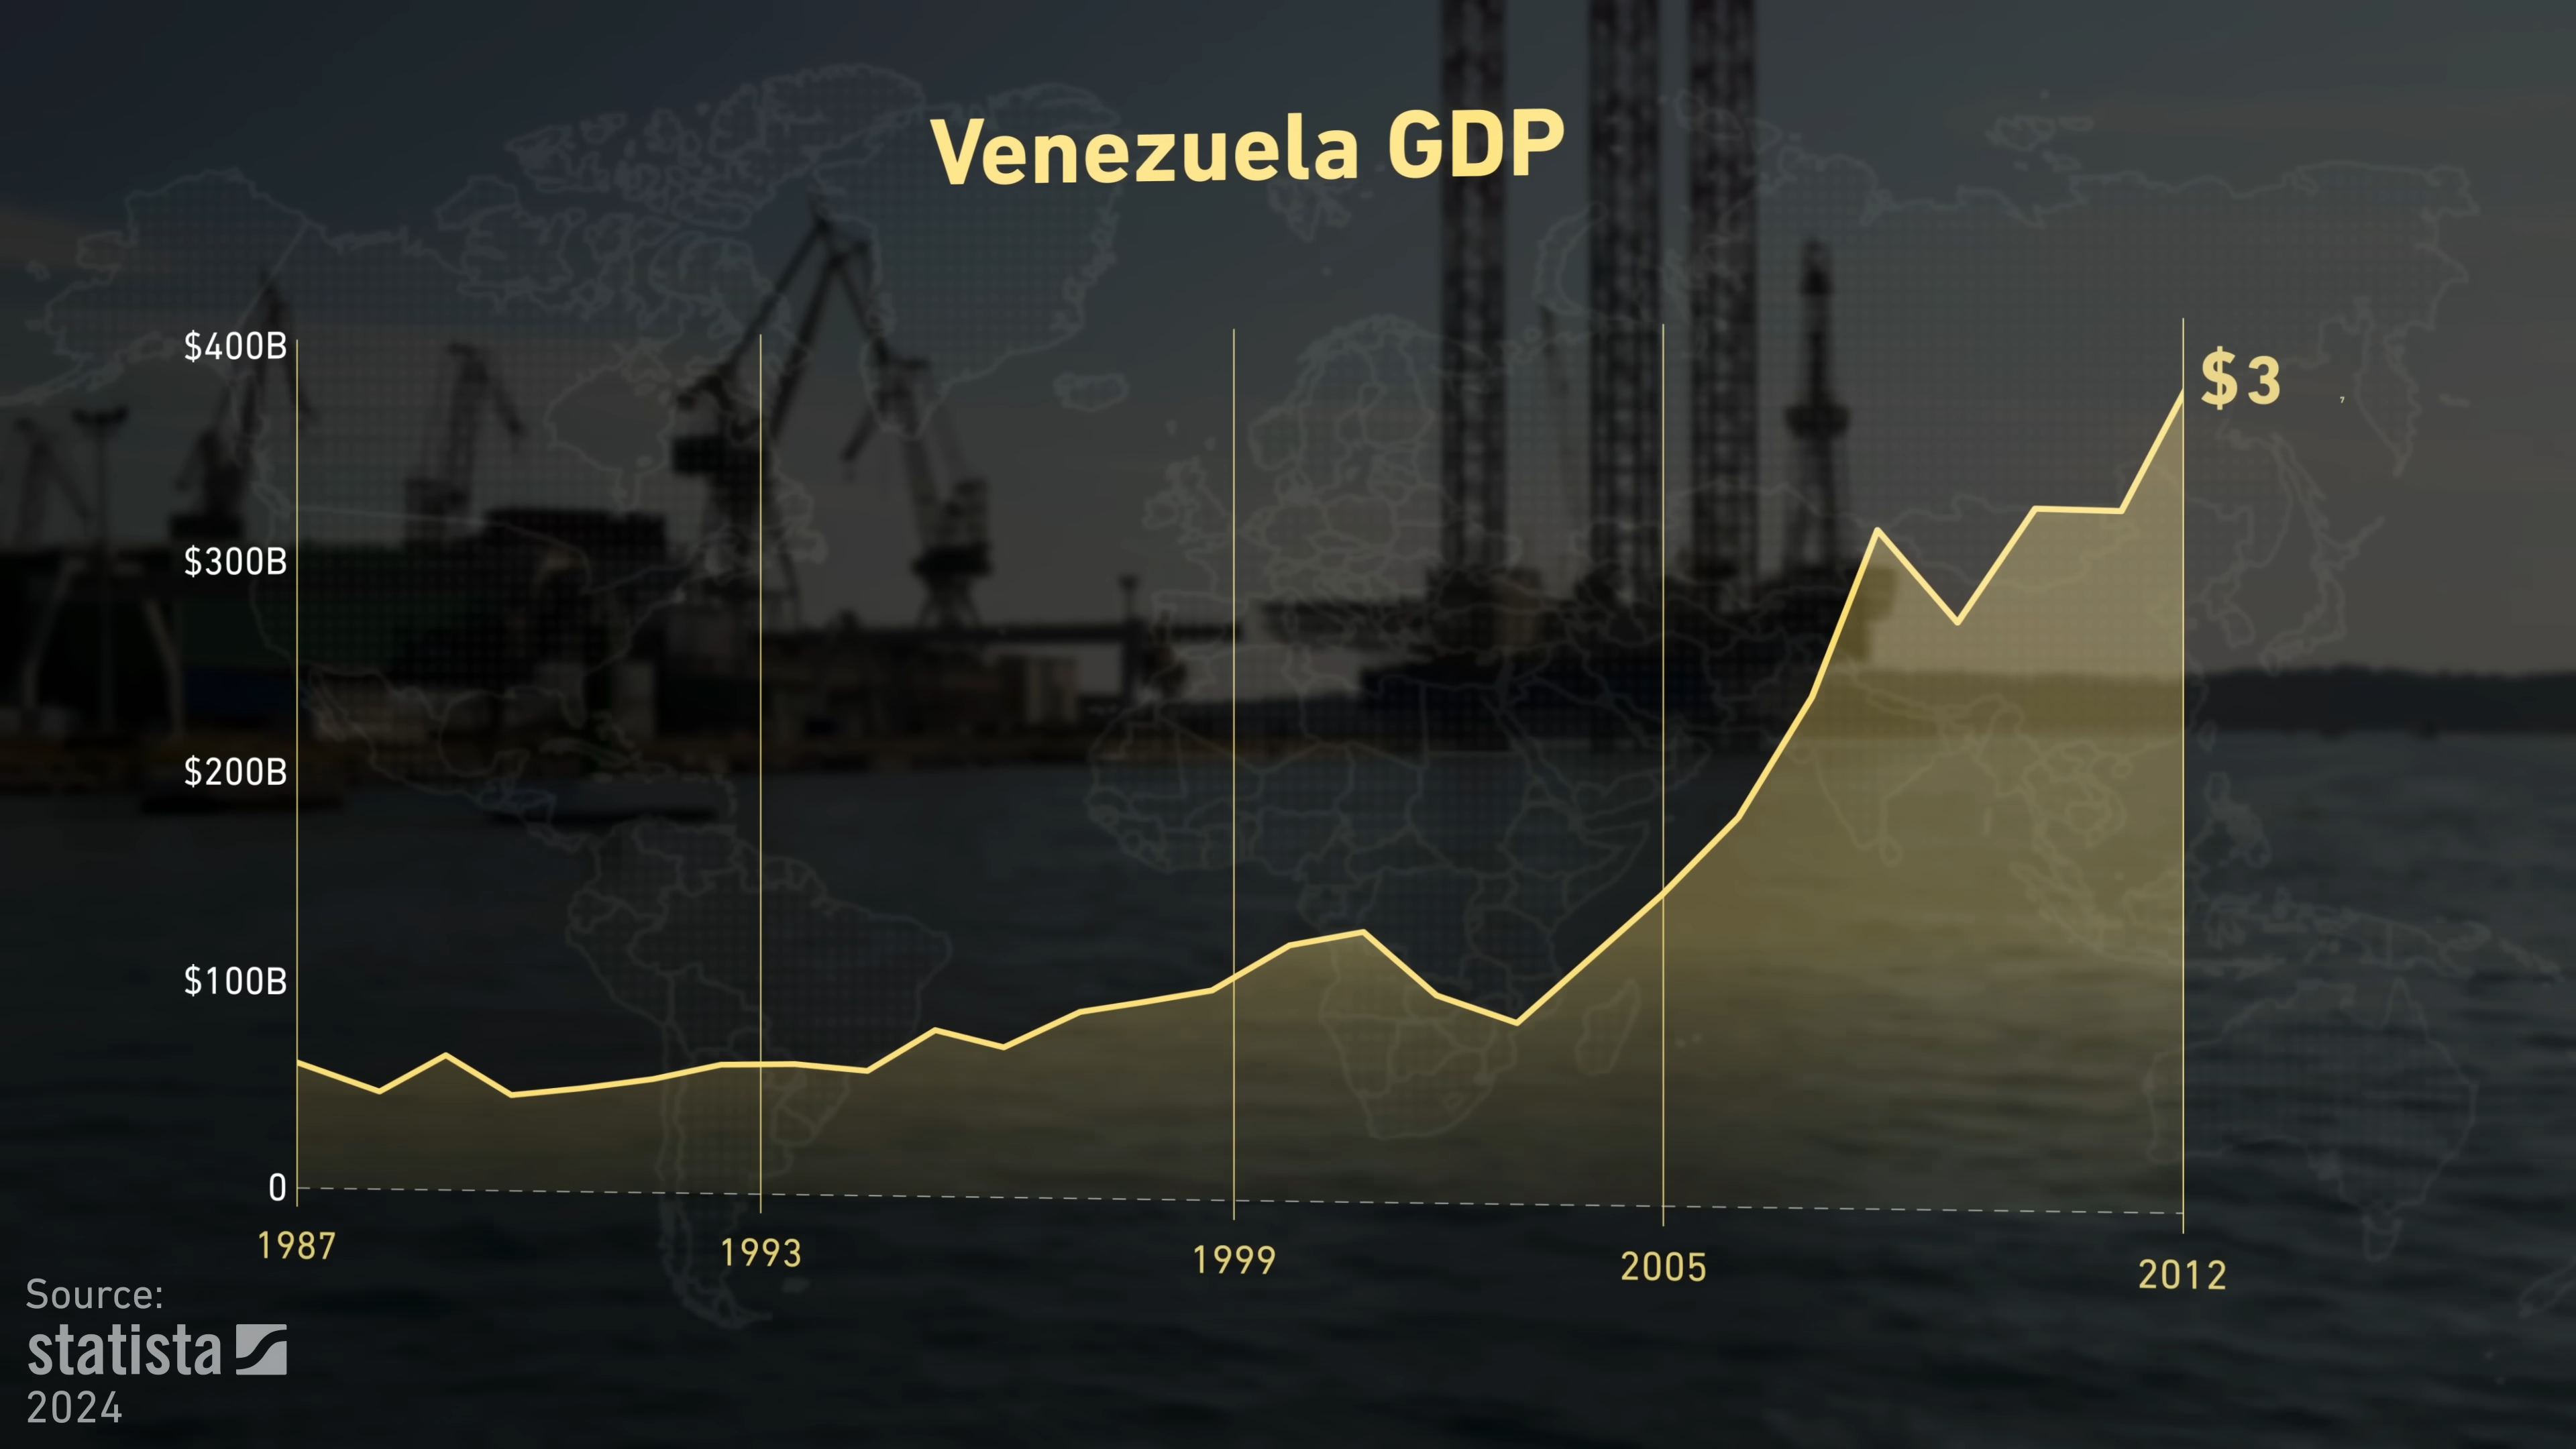 Venezuela GDP
$400B
$3
$300B
$200B
$100B
0
1987
1993
1999
2005
2012
Source:
statista
2024